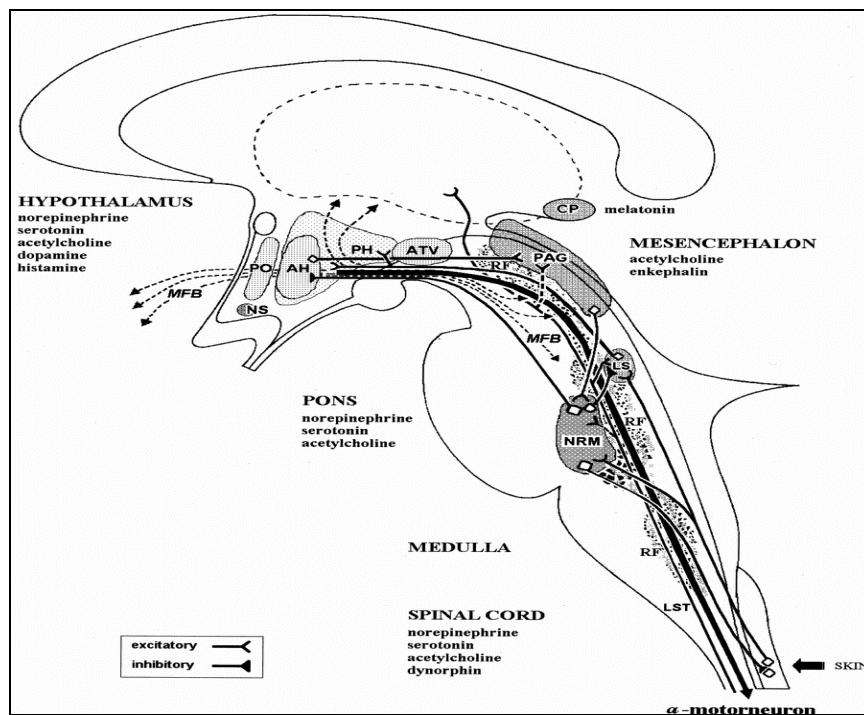 CP
melatonin
HYPOTHALAMUS
norepinephrine
serotonin
acetylcholine
dopamine
histamine
MESENCEPHALON
acetylcholine
enkephalin
PH
ATV
PAG
RF
PO
AH
MFB
NS
MFB
LS
PONS
norepinephrine
serotonin
acetylcholine
RF
NRM
MEDULLA
RF
SPINAL CORD
norepinephrine
serotonin
acetylcholine
dynorphin
LST
excitatory
inhibitory
SKIN
α-motorneuron